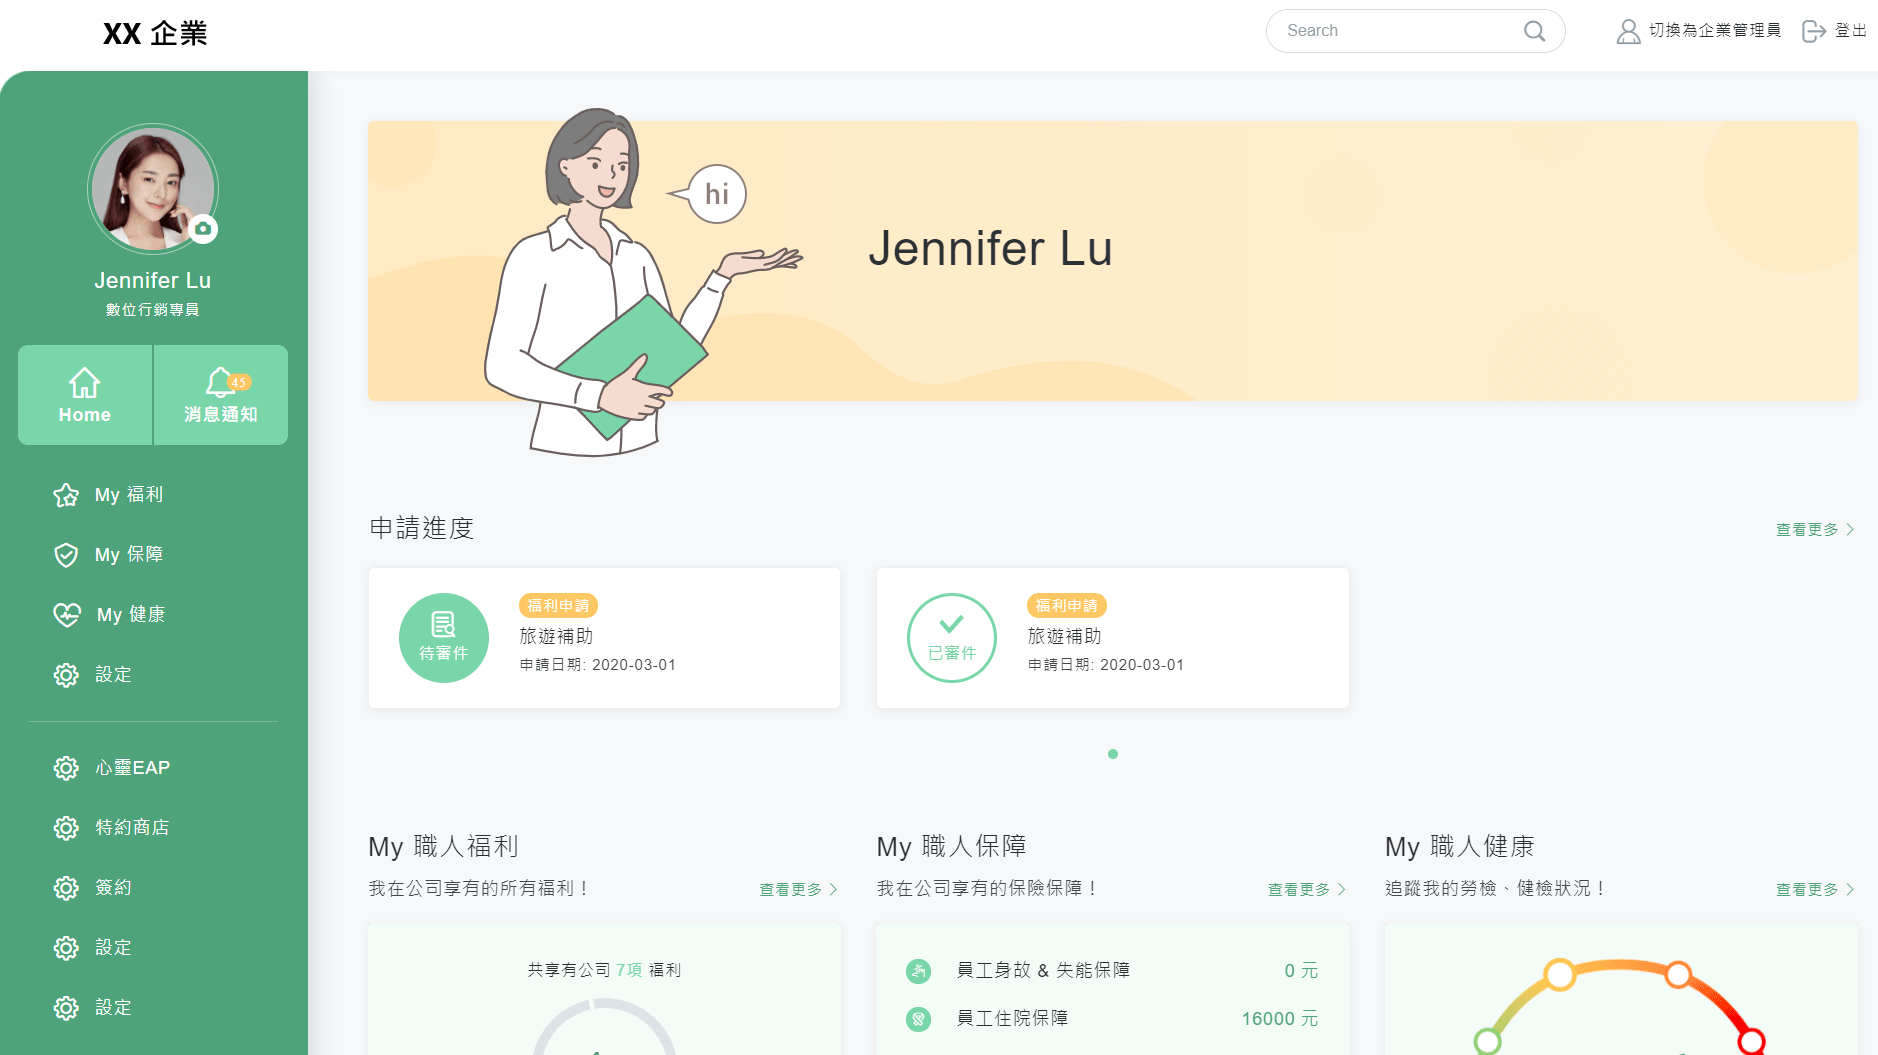 XX 企業
Search
切換為企業管理員
登出
Jennifer Lu
數位行銷專員
Home
45
消息通知
My 福利
My 保障
My 健康
設定
心靈EAP
特約商店
簽約
設定
設定
hi
Jennifer Lu
申請進度
查看更多
待審件
福利申請
旅遊補助
申請日期: 2020-03-01
已審件
福利申請
旅遊補助
申請日期: 2020-03-01
My 職人福利
我在公司享有的所有福利！
查看更多
共享有公司 7項 福利
My 職人保障
我在公司享有的保險保障！
查看更多
員工身故 & 失能保障
0 元
員工住院保障
16000 元
My 職人健康
追蹤我的勞檢、健檢狀況！
查看更多